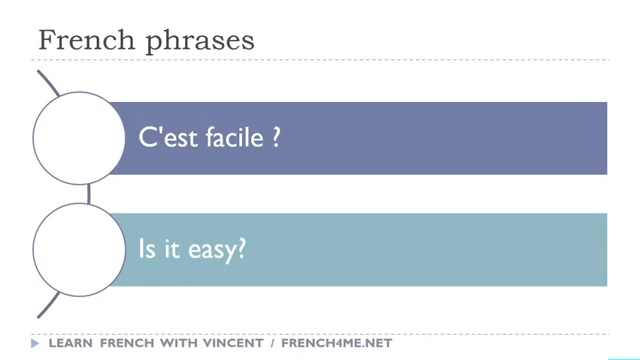 French phrases
C'est facile ?
Is it easy?
LEARN FRENCH WITH VINCENT / FRENCH4ME.NET